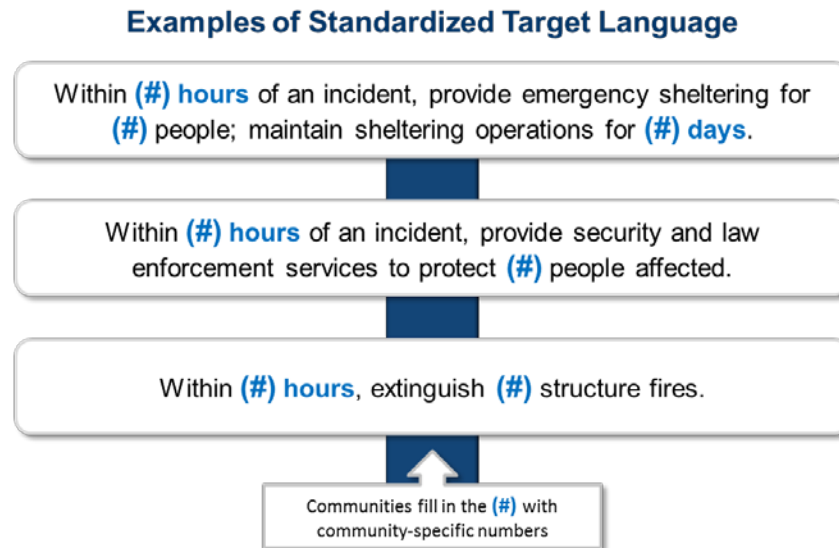 Examples of Standardized Target Language
Within (#) hours of an incident, provide emergency sheltering for
(#) people; maintain sheltering operations for (#) days.
Within (#) hours of an incident, provide security and law
enforcement services to protect (#) people affected.
Within (#) hours, extinguish (#) structure fires.
Communities fill in the (#) with
community-specific numbers